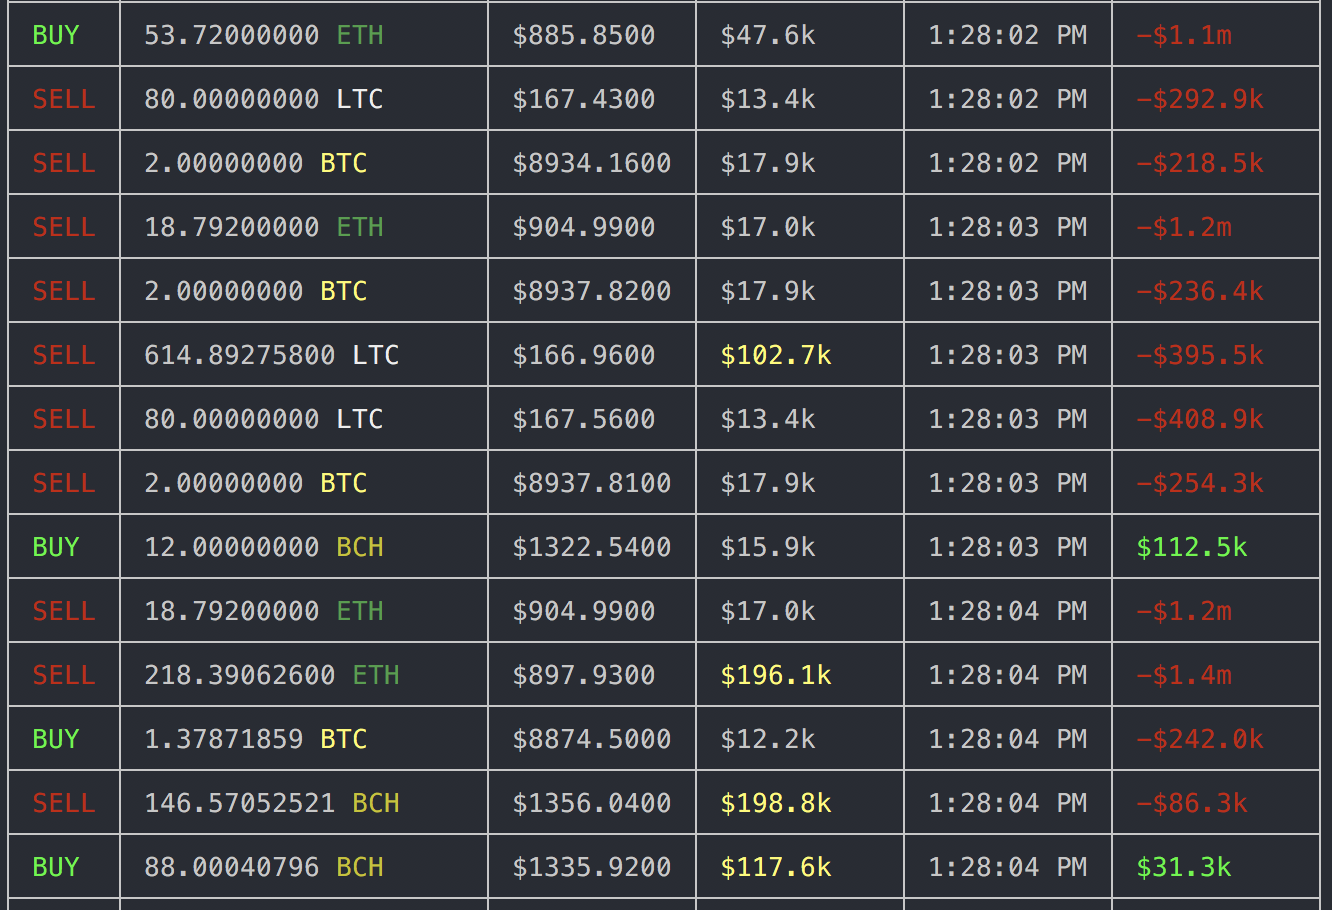 BUY 53.72000000 ETH $885.8500 $47.6k 1:28:02 PM −$1.1m
SELL 80.00000000 LTC $167.4300 $13.4k 1:28:02 PM −$292.9k
SELL 2.00000000 BTC $8934.1600 $17.9k 1:28:02 PM −$218.5k
SELL 18.79200000 ETH $904.9900 $17.0k 1:28:03 PM −$1.2m
SELL 2.00000000 BTC $8937.8200 $17.9k 1:28:03 PM −$236.4k
SELL 614.89275800 LTC $166.9600 $102.7k 1:28:03 PM −$395.5k
SELL 80.00000000 LTC $167.5600 $13.4k 1:28:03 PM −$408.9k
SELL 2.00000000 BTC $8937.8100 $17.9k 1:28:03 PM −$254.3k
BUY 12.00000000 BCH $1322.5400 $15.9k 1:28:03 PM $112.5k
SELL 18.79200000 ETH $904.9900 $17.0k 1:28:04 PM −$1.2m
SELL 218.39062600 ETH $897.9300 $196.1k 1:28:04 PM −$1.4m
BUY 1.37871859 BTC $8874.5000 $12.2k 1:28:04 PM −$242.0k
SELL 146.57052521 BCH $1356.0400 $198.8k 1:28:04 PM −$86.3k
BUY 88.00040796 BCH $1335.9200 $117.6k 1:28:04 PM $31.3k